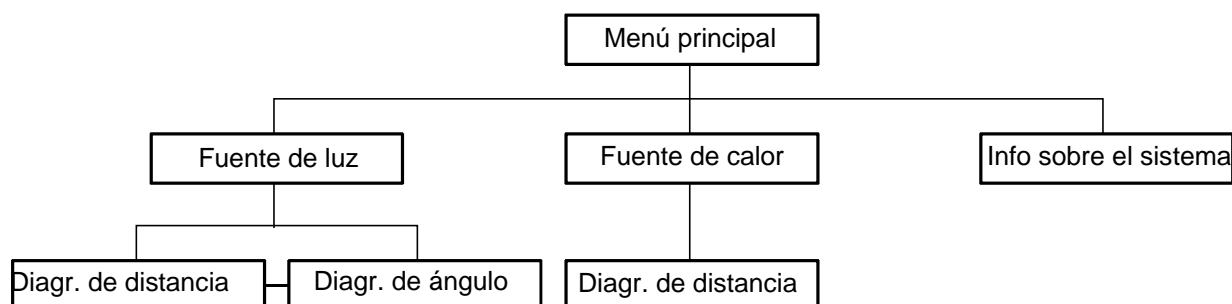 Menú principal
Fuente de luz
Fuente de calor
Info sobre el sistema
Diagr. de distancia
Diagr. de ángulo
Diagr. de distancia